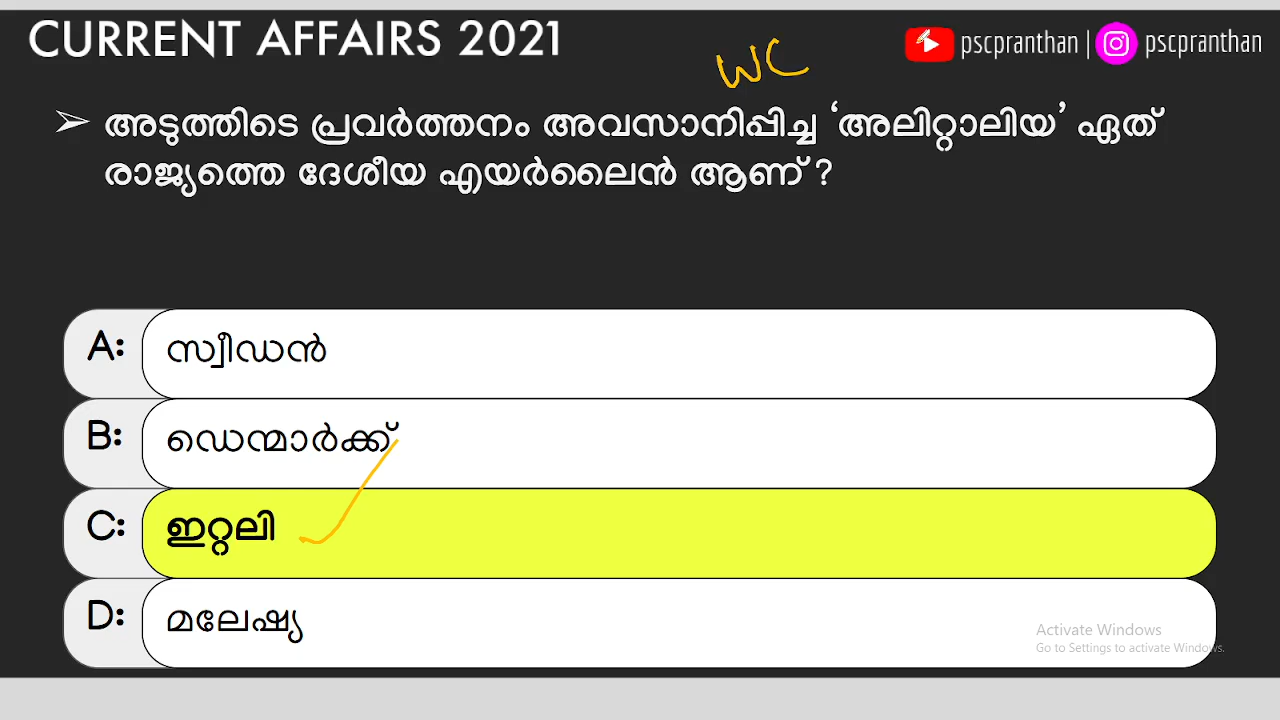 CURRENT AFFAIRS 2021
pscpranthan | pscpranthan
WC
➢ അടുത്തിടെ പ്രവർത്തനം അവസാനിപ്പിച്ച ‘അലിറ്റാലിയ’ ഏത്
രാജ്യത്തെ ദേശീയ എയർലൈൻ ആണ് ?
A: സ്വീഡൻ
B: ഡെന്മാർക്ക്
C: ഇറ്റലി
D: മലേഷ്യ
Activate Windows
Go to Settings to activate Windows.